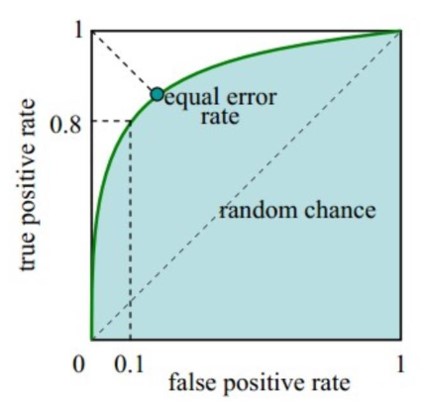 1
equal error
rate
0.8
true positive rate
random chance
0
0.1
1
false positive rate